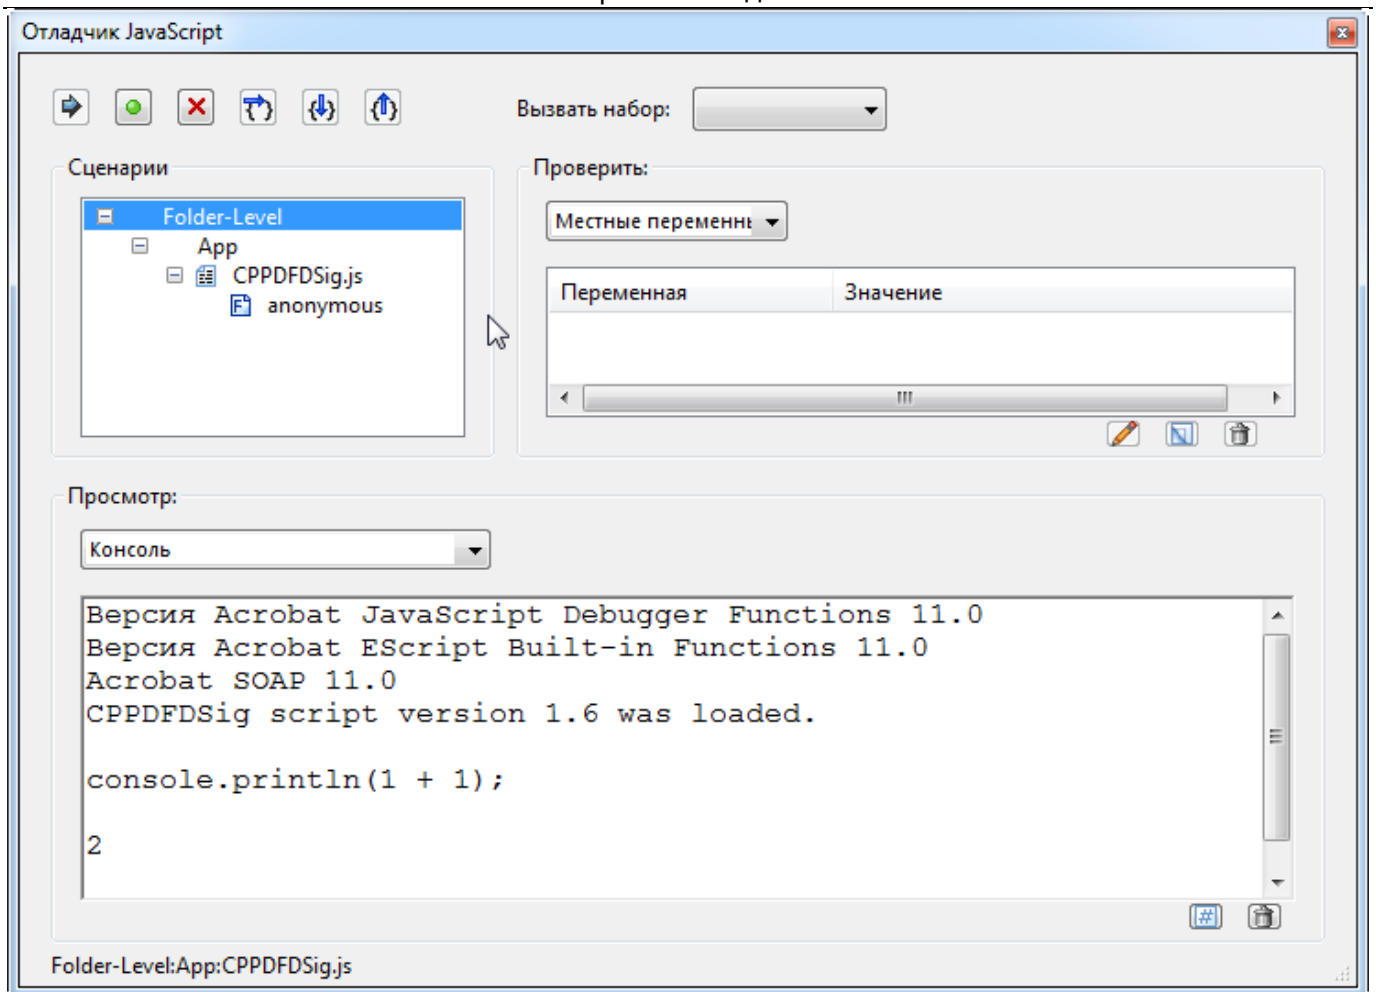 Отладчик JavaScript
Вызвать набор:
Сценарии
Проверить:
Folder-Level
App
CPPDFDSig.js
anonymous
Местные переменны
Переменная Значение
Просмотр:
Консоль
Версия Acrobat JavaScript Debugger Functions 11.0
Версия Acrobat EScript Built-in Functions 11.0
Acrobat SOAP 11.0
CPPDFDSig script version 1.6 was loaded.
console.println(1 + 1);
2
Folder-Level:App:CPPDFDSig.js